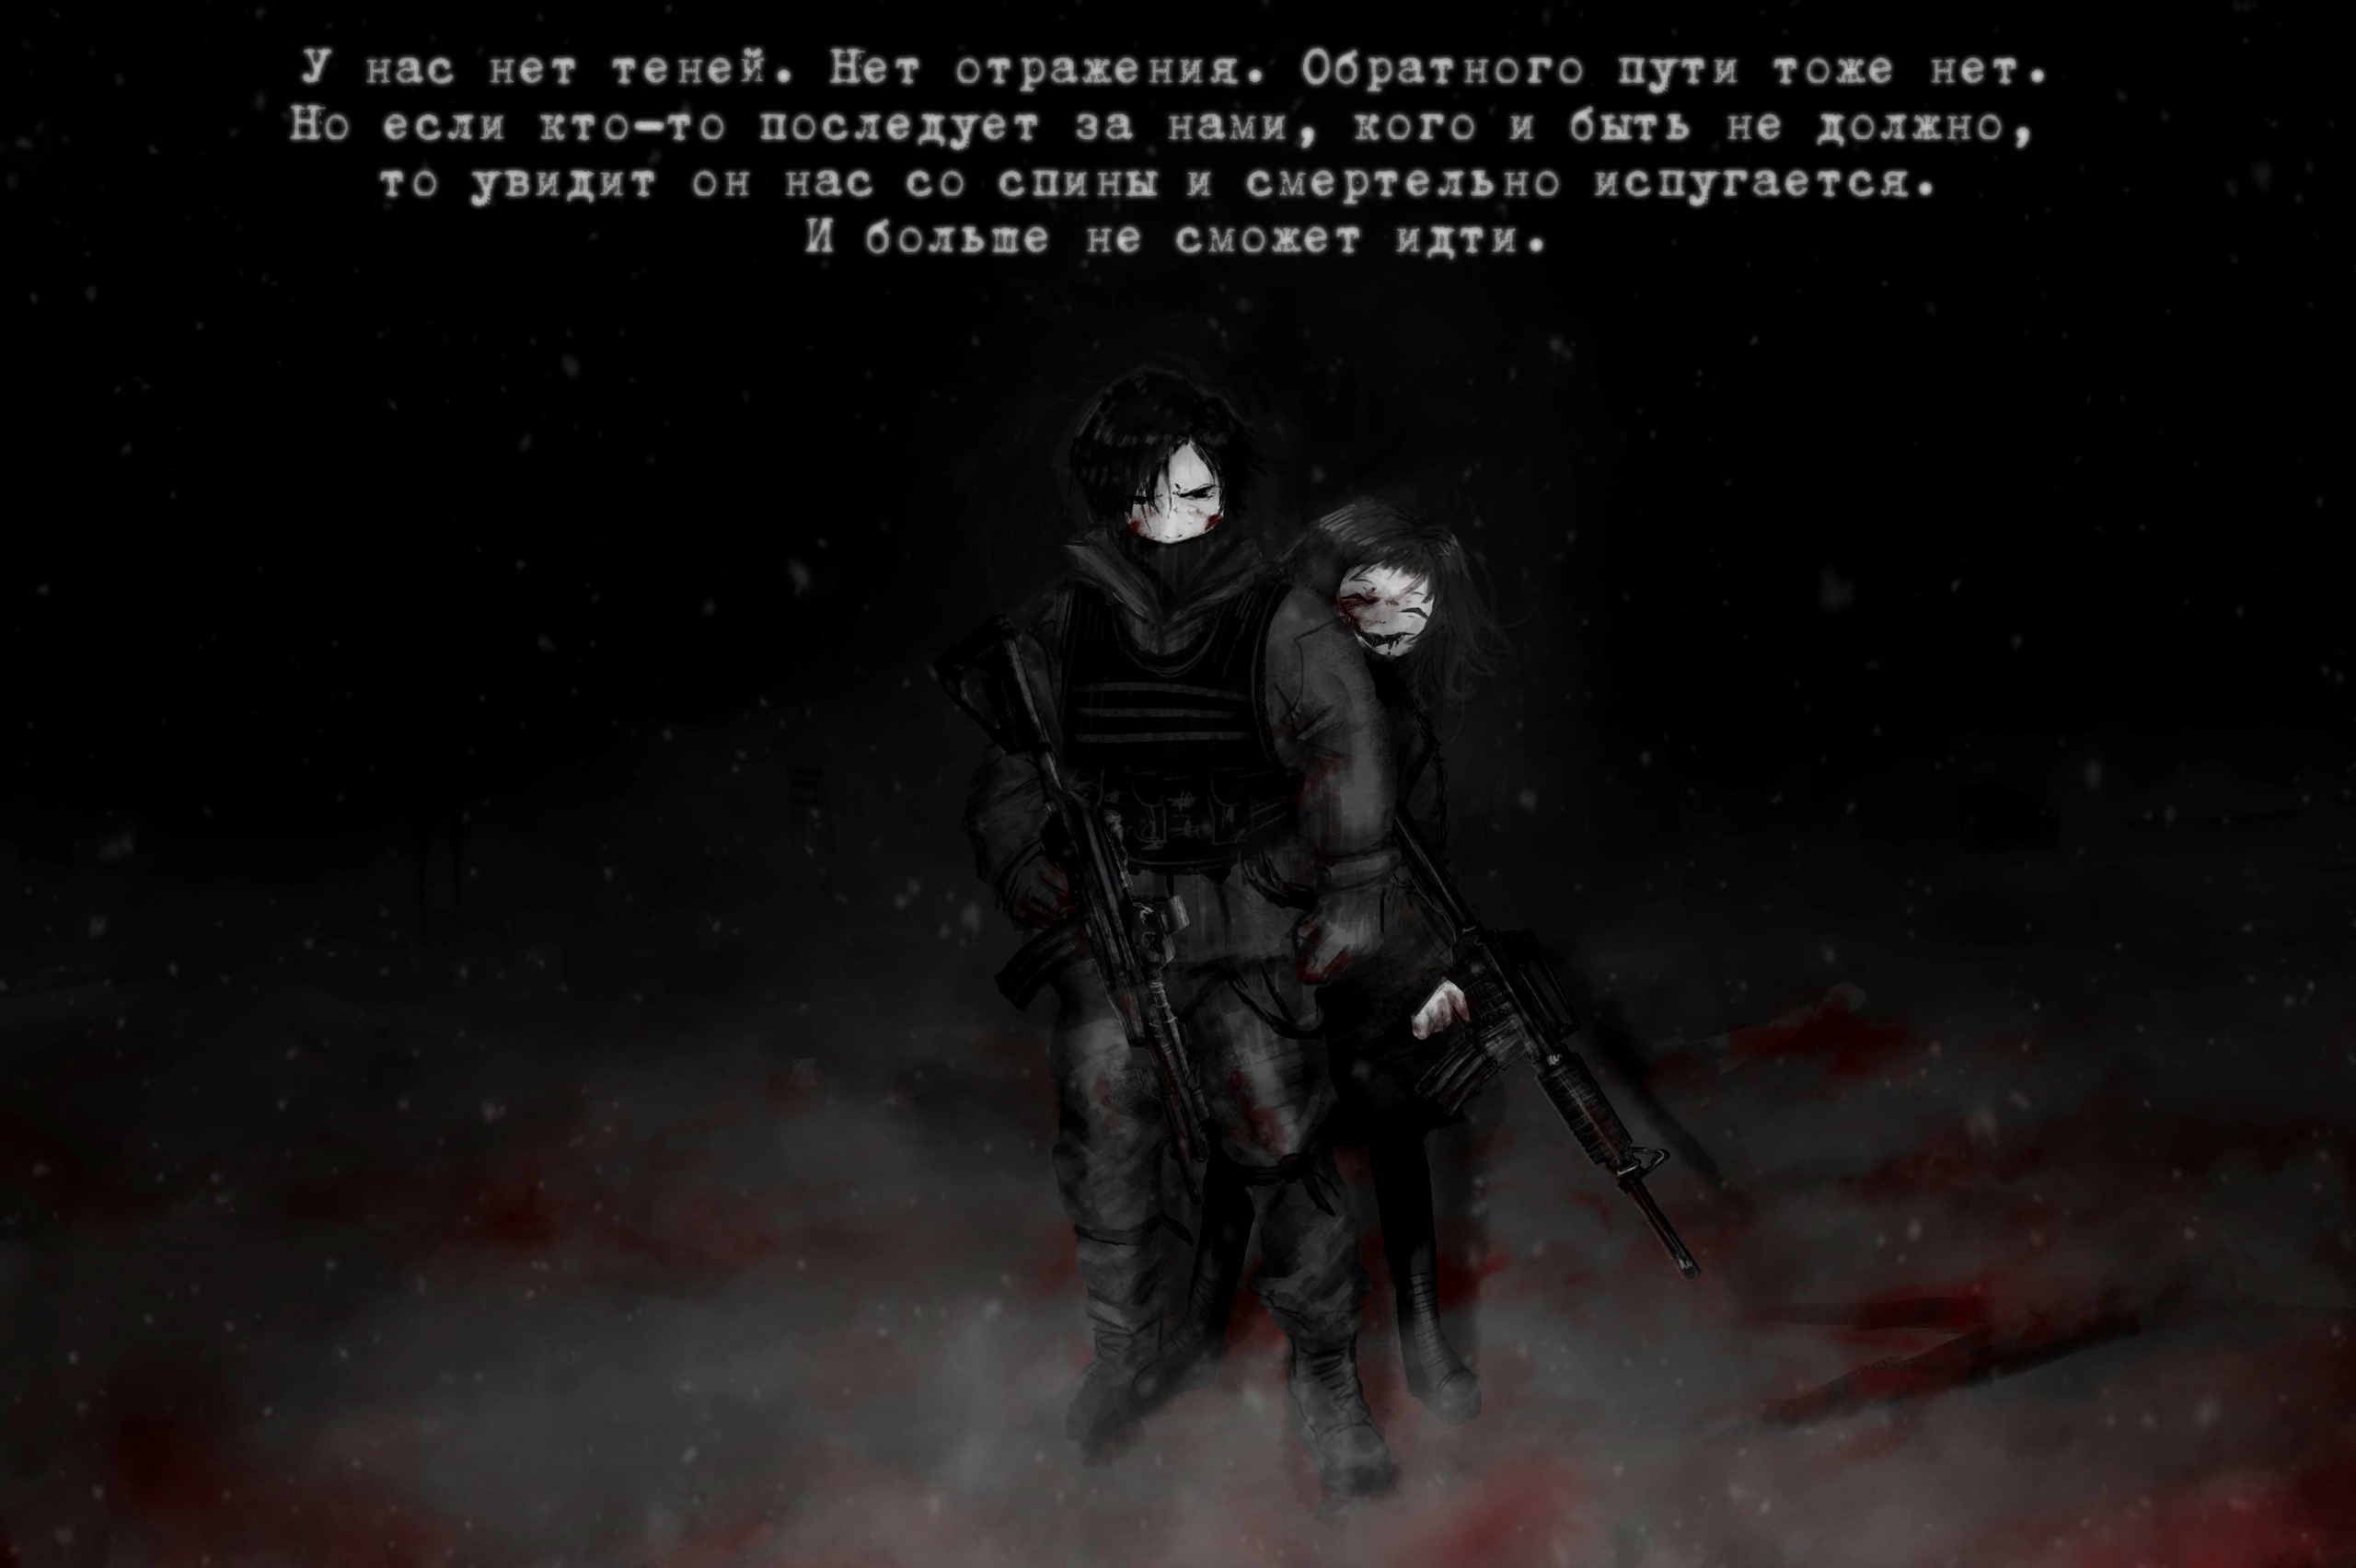 У нас нет теней. Нет отражения. Обратного пути тоже нет.
Но если кто-то последует за нами, кого и быть не должно,
то увидит он нас со спины и смертельно испугается.
И больше не сможет идти.